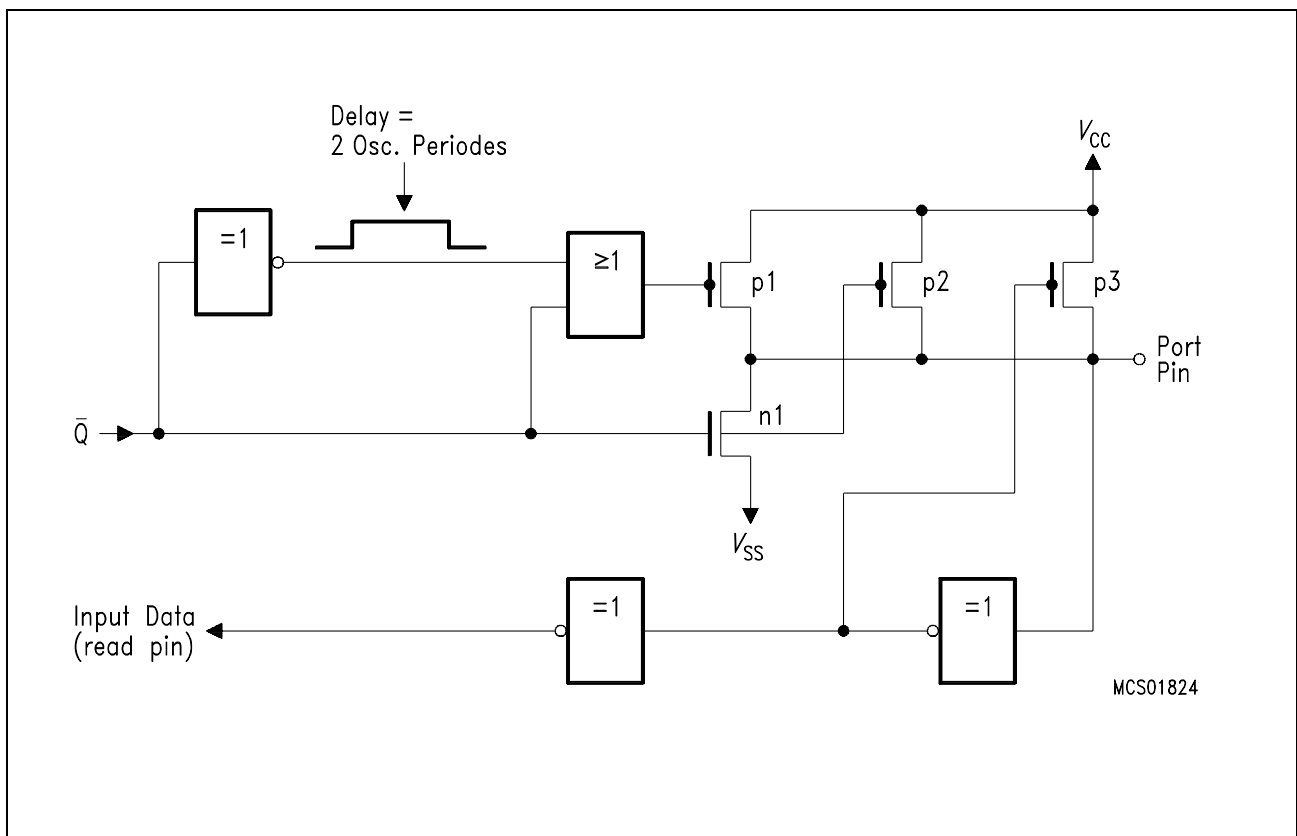 Delay =
2 Osc. Periodes
V_CC
=1
≥1
p1
p2
p3
Port
Pin
Q̄
n1
V_SS
=1
=1
Input Data
(read pin)
MCS01824